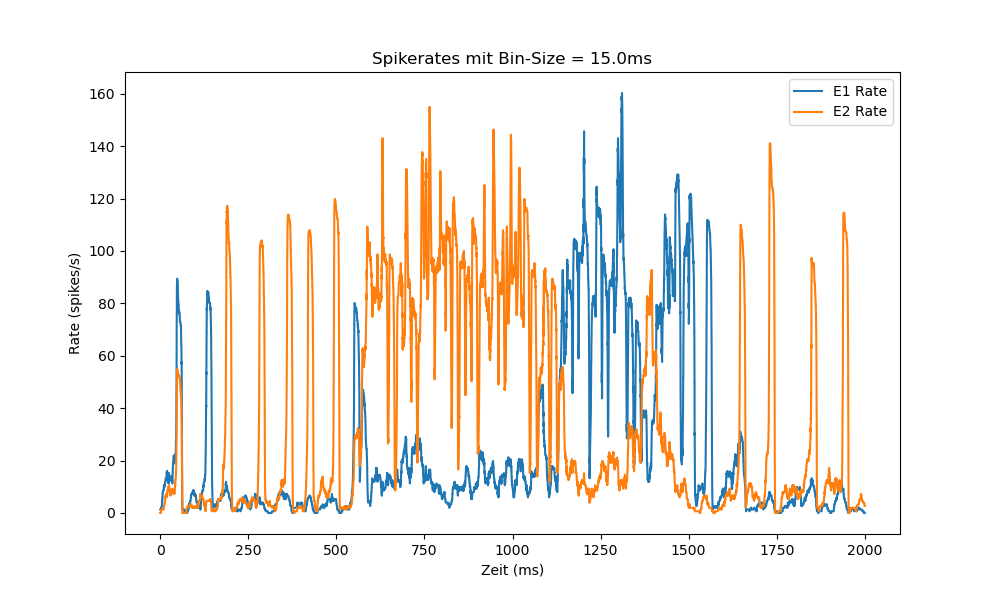 Spikerates mit Bin-Size = 15.0ms
E1 Rate
E2 Rate
160
140
120
100
80
60
40
20
0
Rate (spikes/s)
0 250 500 750 1000 1250 1500 1750 2000
Zeit (ms)